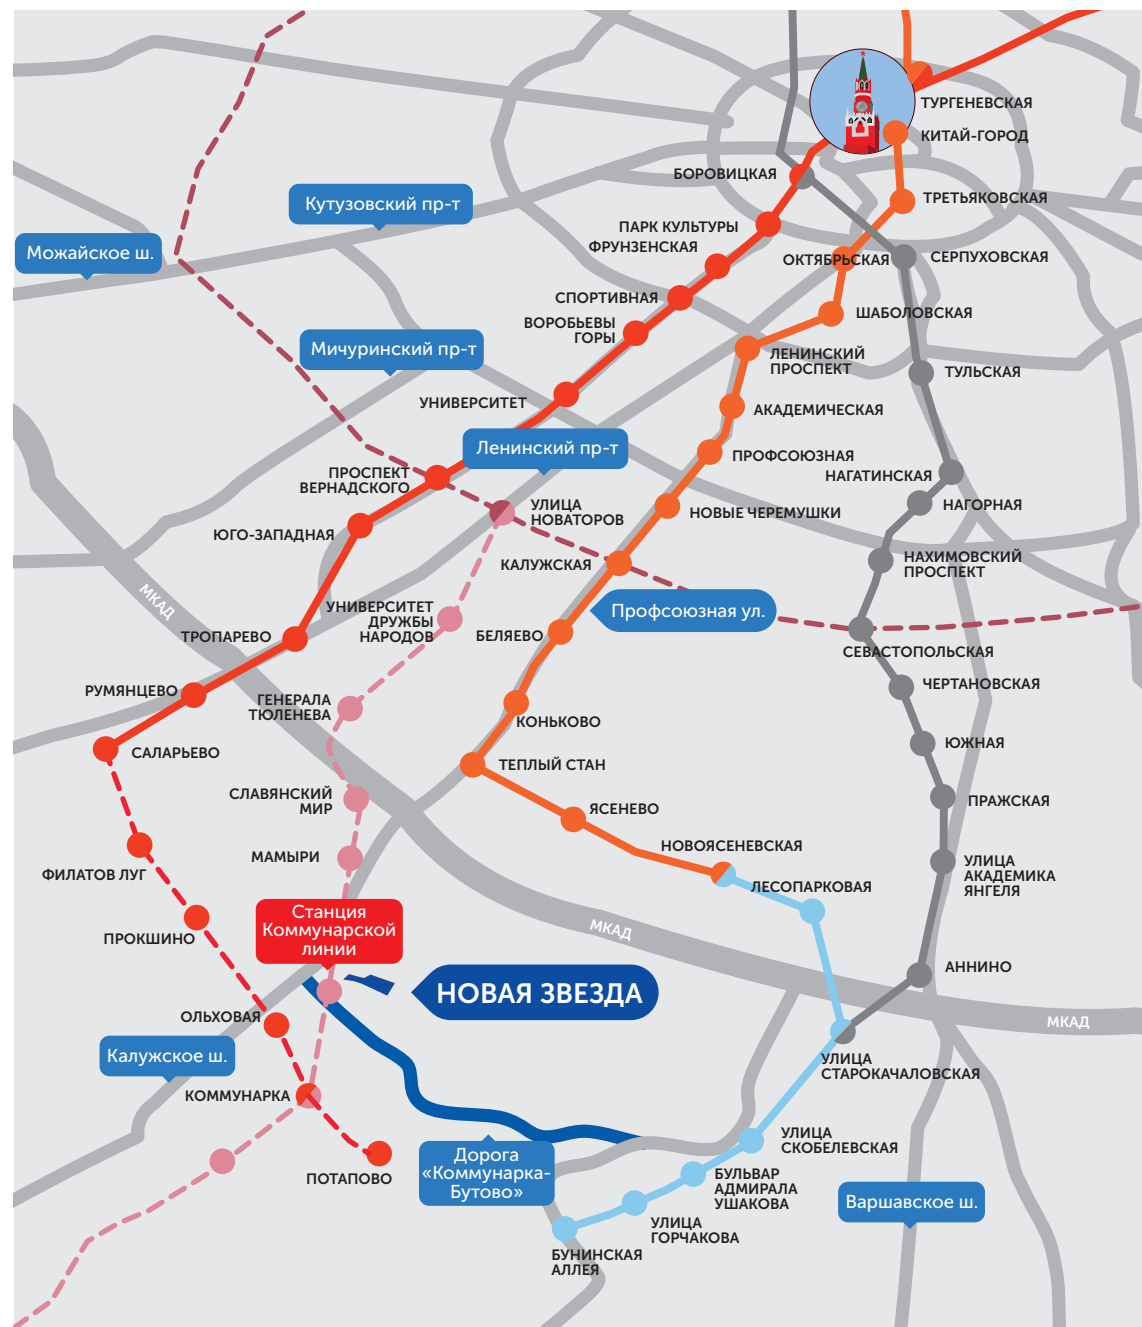 ТУРГЕНЕВСКАЯ
КИТАЙ-ГОРОД
БОРОВИЦКАЯ
ТРЕТЬЯКОВСКАЯ
Кутузовский пр-т
ПАРК КУЛЬТУРЫ
ФРУНЗЕНСКАЯ
Можайское ш.
ОКТЯБРЬСКАЯ
СЕРПУХОВСКАЯ
СПОРТИВНАЯ
ШАБОЛОВСКАЯ
ВОРОБЬЕВЫ
ГОРЫ
Мичуринский пр-т
ЛЕНИНСКИЙ
ПРОСПЕКТ
ТУЛЬСКАЯ
УНИВЕРСИТЕТ
АКАДЕМИЧЕСКАЯ
Ленинский пр-т
ПРОФСОЮЗНАЯ
ПРОСПЕКТ
ВЕРНАДСКОГО
НАГАТИНСКАЯ
УЛИЦА
НОВАТОРОВ
НОВЫЕ ЧЕРЕМУШКИ
НАГОРНАЯ
ЮГО-ЗАПАДНАЯ
КАЛУЖСКАЯ
НАХИМОВСКИЙ
ПРОСПЕКТ
МКАД
УНИВЕРСИТЕТ
ДРУЖБЫ
НАРОДОВ
Профсоюзная ул.
ТРОПАРЕВО
БЕЛЯЕВО
СЕВАСТОПОЛЬСКАЯ
РУМЯНЦЕВО
ГЕНЕРАЛА
ТЮЛЕНЕВА
ЧЕРТАНОВСКАЯ
КОНЬКОВО
САЛАРЬЕВО
ЮЖНАЯ
ТЕПЛЫЙ СТАН
СЛАВЯНСКИЙ
МИР
ЯСЕНЕВО
ПРАЖСКАЯ
МАМЫРИ
НОВОЯСЕНЕВСКАЯ
ФИЛАТОВ ЛУГ
УЛИЦА
АКАДЕМИКА
ЯНГЕЛЯ
ЛЕСОПАРКОВАЯ
Станция
Коммунарской
линии
ПРОКШИНО
МКАД
АННИНО
НОВАЯ ЗВЕЗДА
ОЛЬХОВАЯ
МКАД
Калужское ш.
УЛИЦА
СТАРОКАЧАЛОВСКАЯ
КОММУНАРКА
УЛИЦА
СКОБЕЛЕВСКАЯ
Дорога
«Коммунарка-
Бутово»
ПОТАПОВО
БУЛЬВАР
АДМИРАЛА
УШАКОВА
Варшавское ш.
УЛИЦА
ГОРЧАКОВА
БУНИНСКАЯ
АЛЛЕЯ